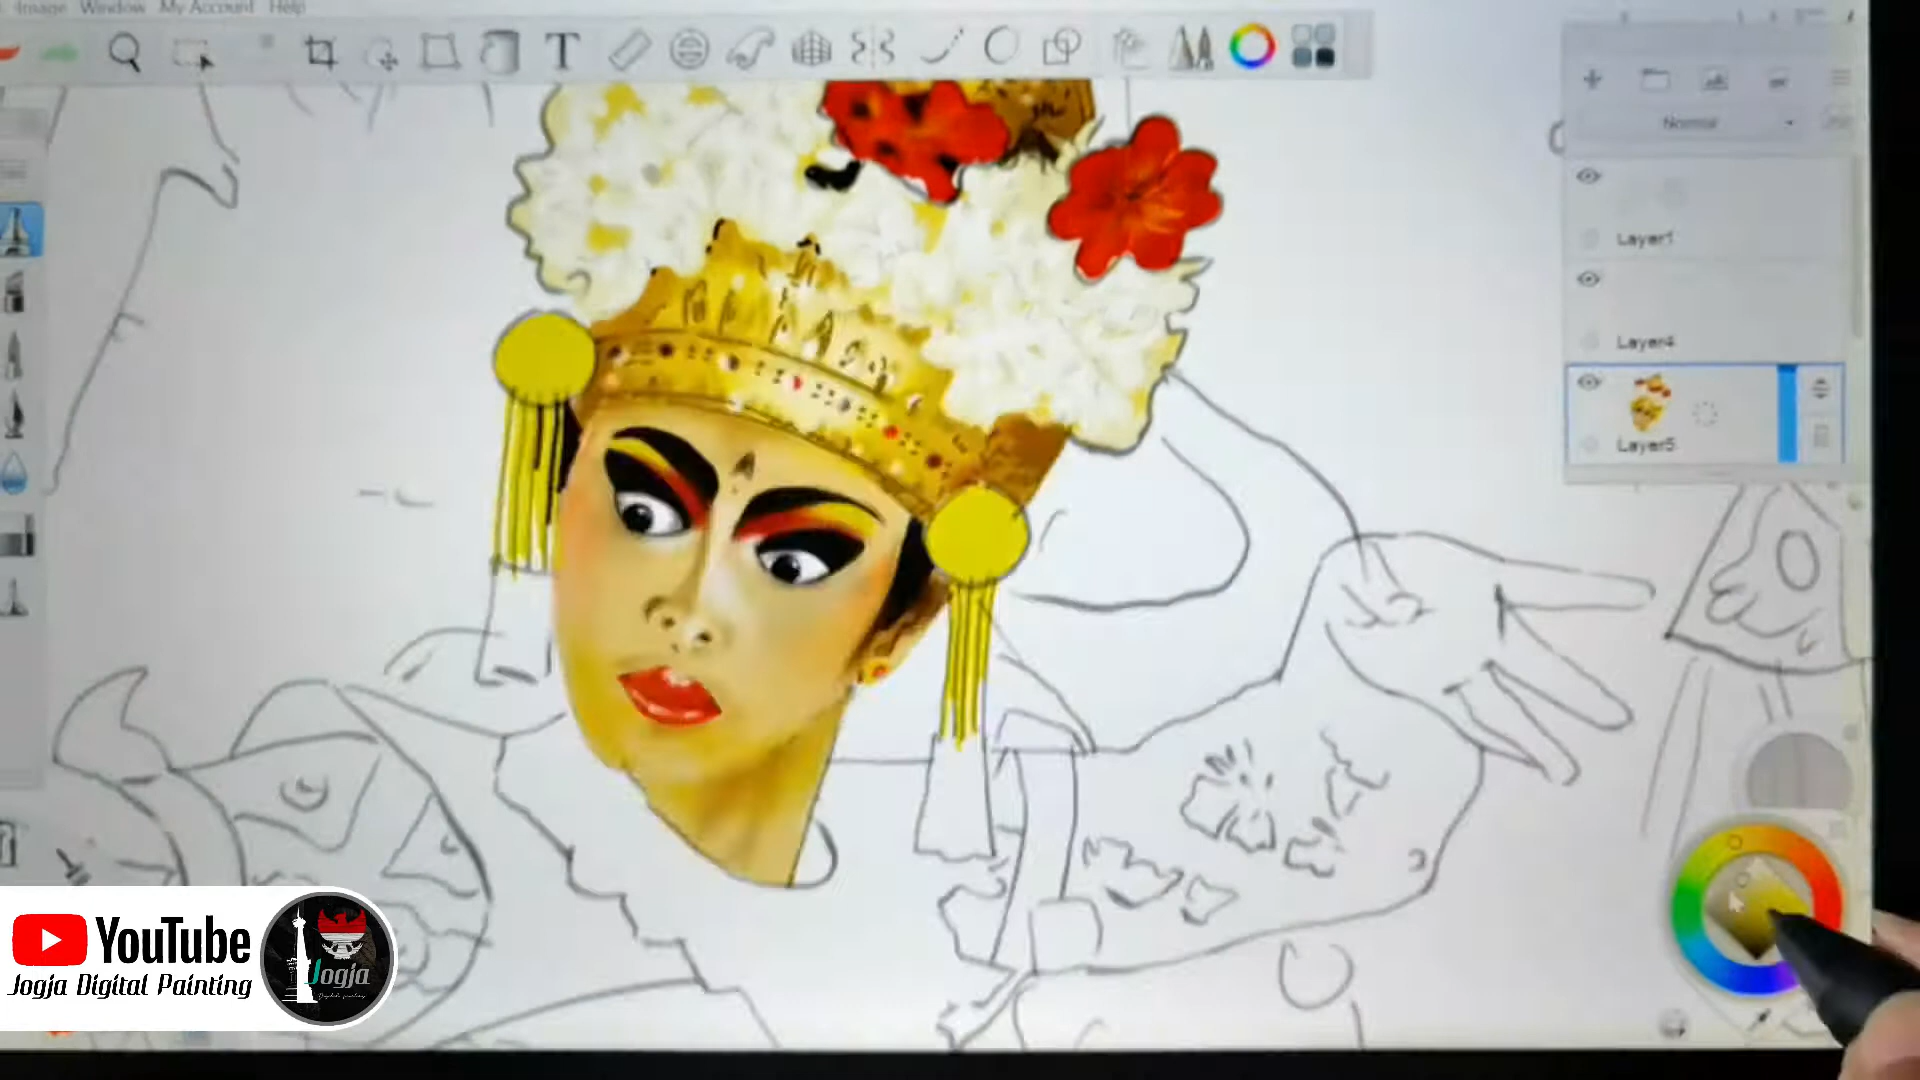 Image Window My Account Help
T
Normal
Layer1
Layer4
Layer5
YouTube
Jogja Digital Painting
Jogja